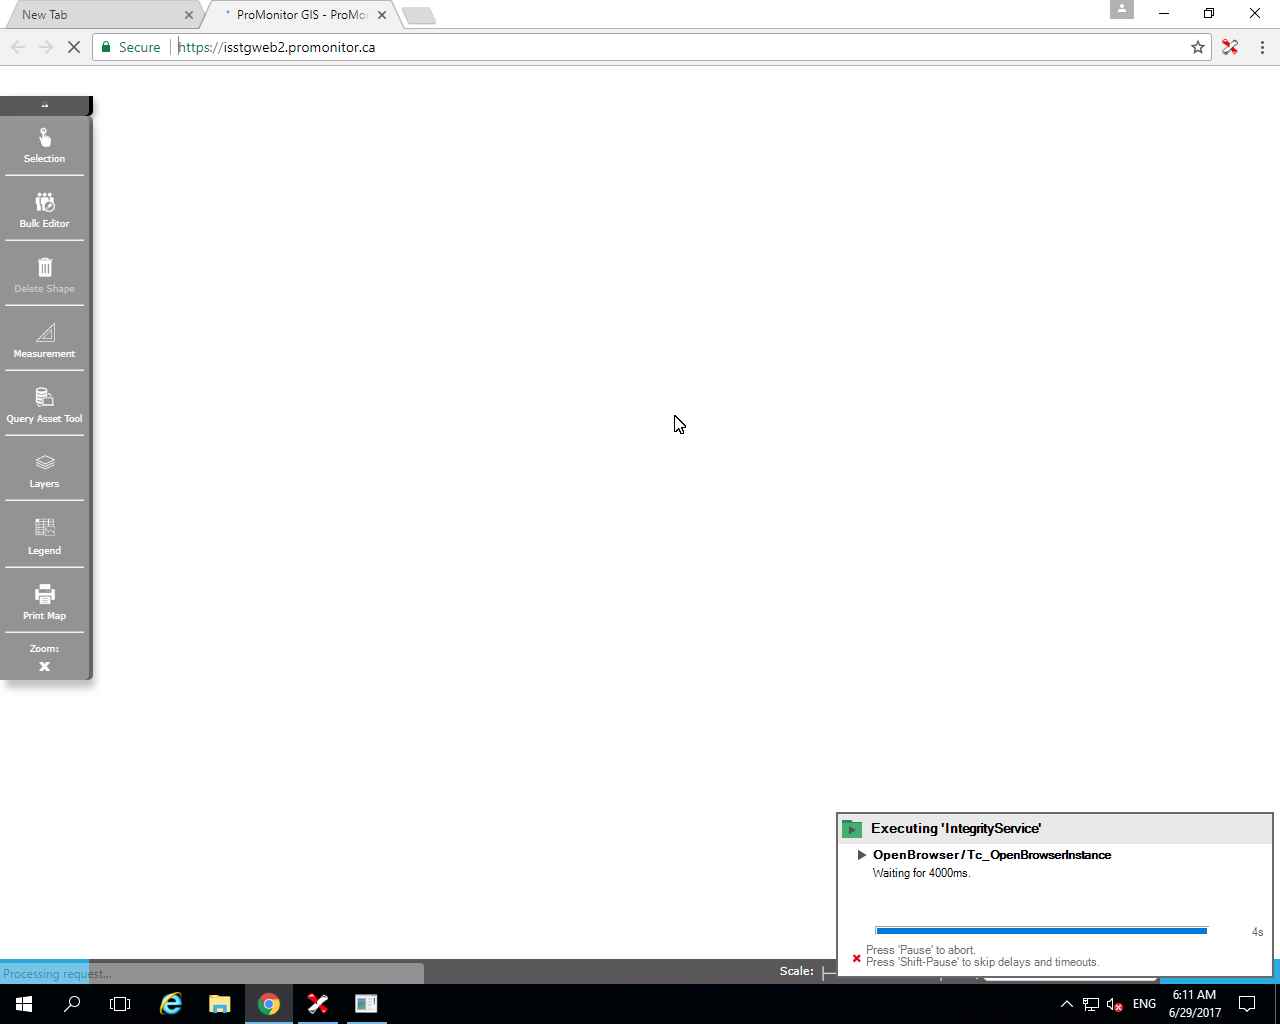 New Tab
ProMonitor GIS - ProMo
Secure
https://isstgweb2.promonitor.ca
Selection
Bulk Editor
Delete Shape
Measurement
Query Asset Tool
Layers
Legend
Print Map
Zoom:
Executing 'IntegrityService'
OpenBrowser/Tc_OpenBrowserInstance
Waiting for 4000ms.
4s
Press 'Pause' to abort.
Press 'Shift-Pause' to skip delays and timeouts.
Processing request...
Scale:
ENG
6:11 AM
6/29/2017